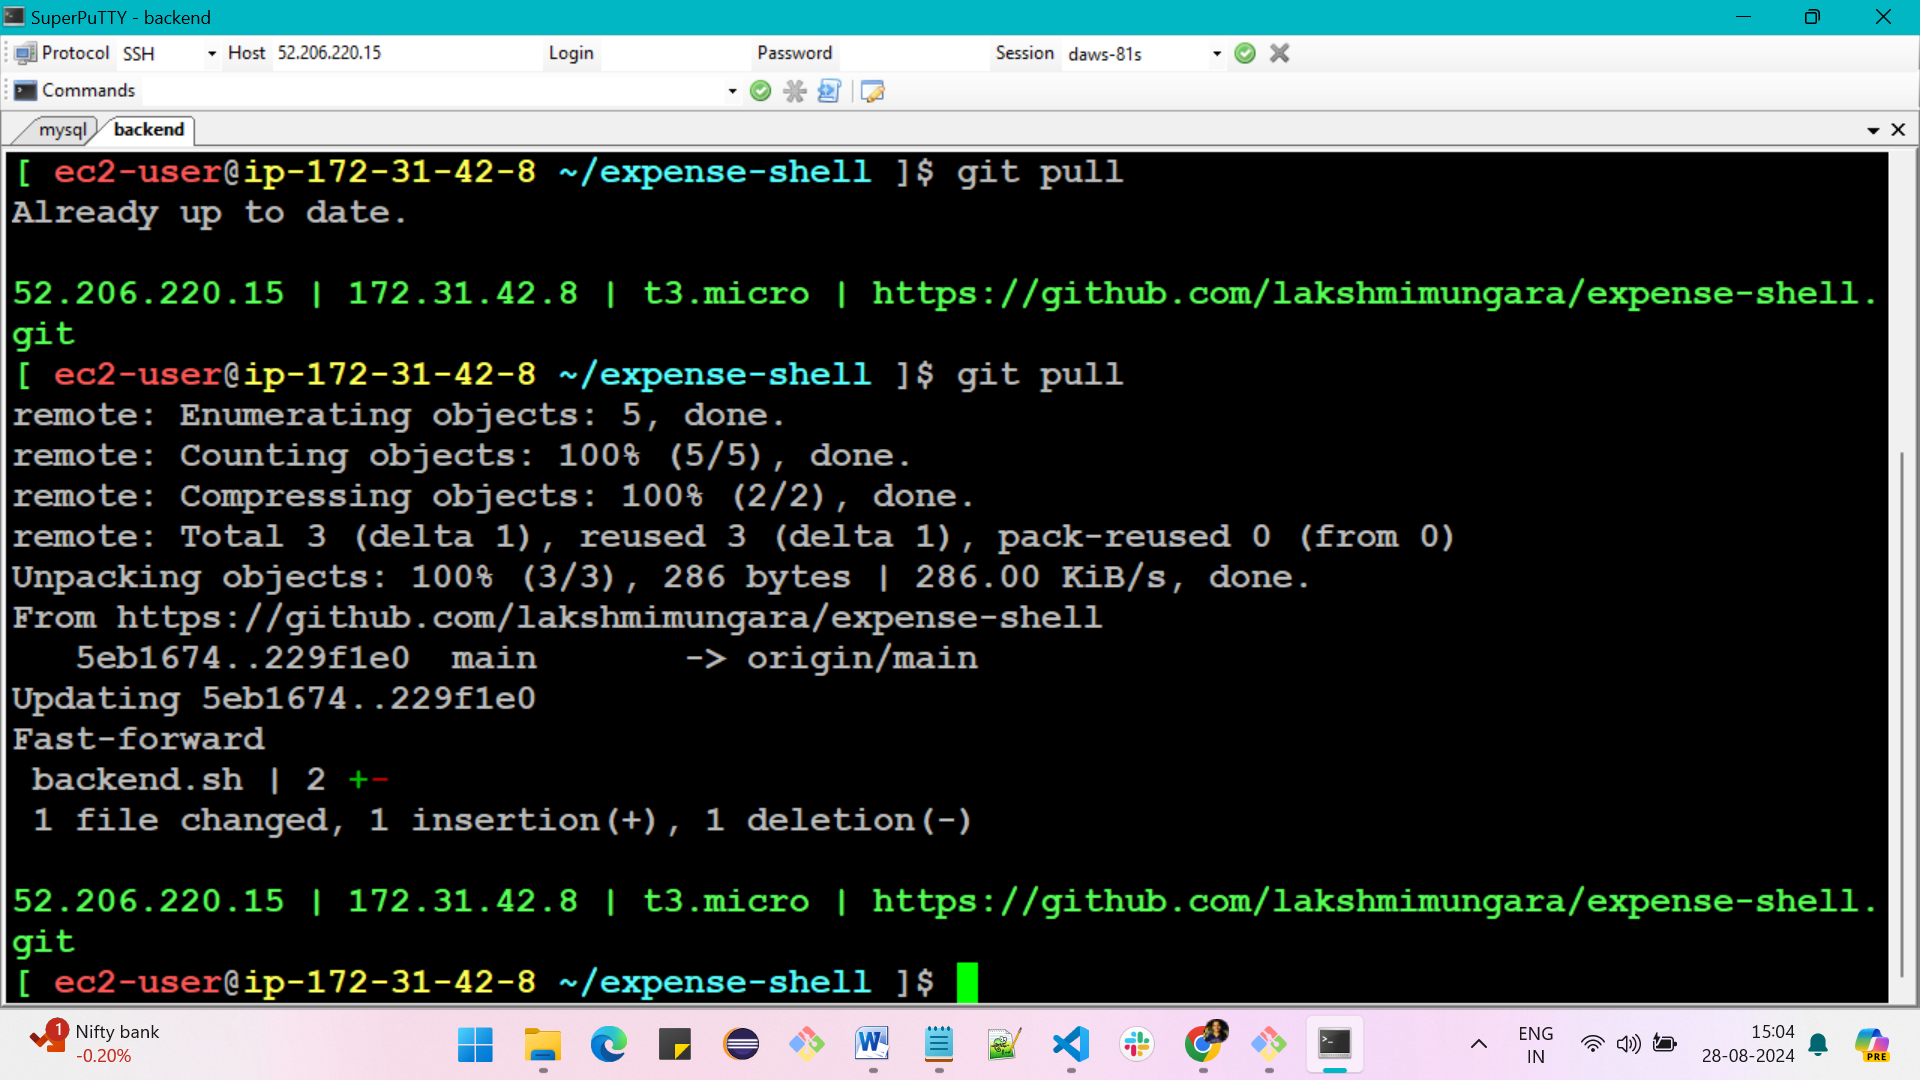 SuperPuTTY - backend
Protocol SSH Host 52.206.220.15 Login Password Session daws-81s
Commands
mysql backend
[ ec2-user@ip-172-31-42-8 ~/expense-shell ]$ git pull
Already up to date.
52.206.220.15 | 172.31.42.8 | t3.micro | https://github.com/lakshmimungara/expense-shell.
git
[ ec2-user@ip-172-31-42-8 ~/expense-shell ]$ git pull
remote: Enumerating objects: 5, done.
remote: Counting objects: 100% (5/5), done.
remote: Compressing objects: 100% (2/2), done.
remote: Total 3 (delta 1), reused 3 (delta 1), pack-reused 0 (from 0)
Unpacking objects: 100% (3/3), 286 bytes | 286.00 KiB/s, done.
From https://github.com/lakshmimungara/expense-shell
   5eb1674..229f1e0  main       -> origin/main
Updating 5eb1674..229f1e0
Fast-forward
 backend.sh | 2 +-
 1 file changed, 1 insertion(+), 1 deletion(-)
52.206.220.15 | 172.31.42.8 | t3.micro | https://github.com/lakshmimungara/expense-shell.
git
[ ec2-user@ip-172-31-42-8 ~/expense-shell ]$
1 Nifty bank
-0.20%
ENG
IN
15:04
28-08-2024
PRE